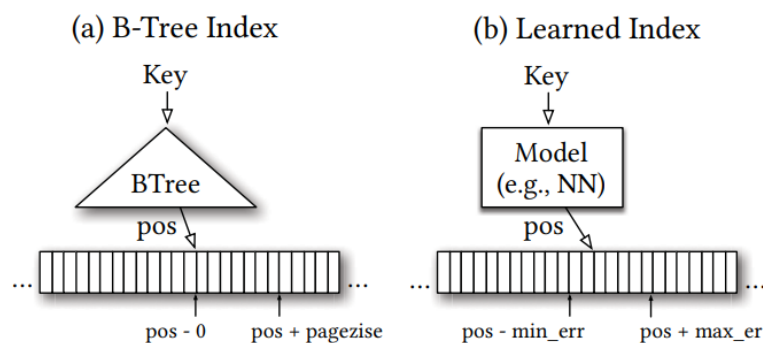 (a) B-Tree Index
Key
BTree
pos
... ...
pos - 0 pos + pagezise
(b) Learned Index
Key
Model
(e.g., NN)
pos
... ...
pos - min_err pos + max_er